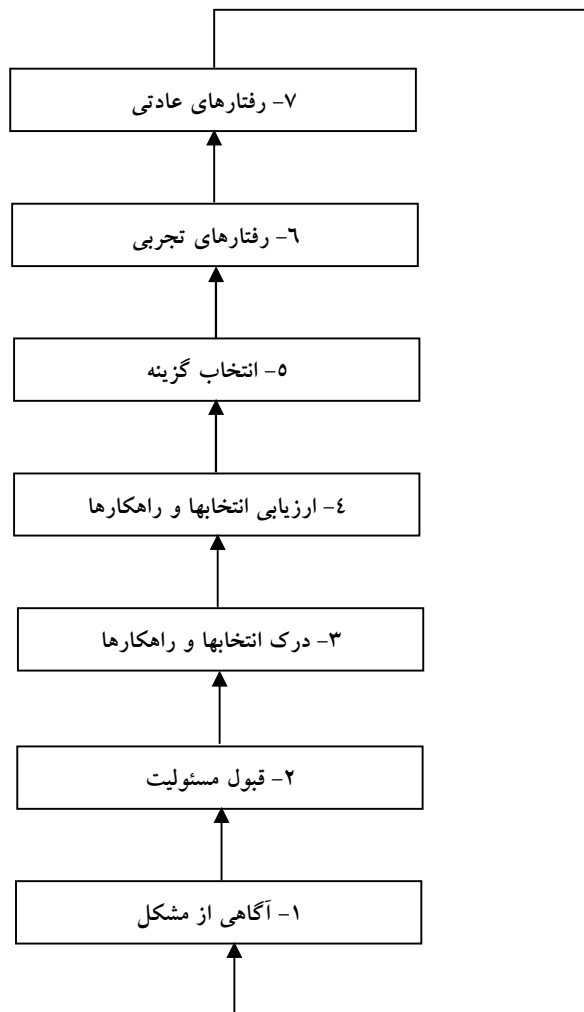 ۷- رفتارهای عادتی
۶- رفتارهای تجربی
۵- انتخاب گزینه
٤- ارزیابی انتخابها و راهکارها
۳- درک انتخابها و راهکارها
۲- قبول مسئولیت
۱- آگاهی از مشکل